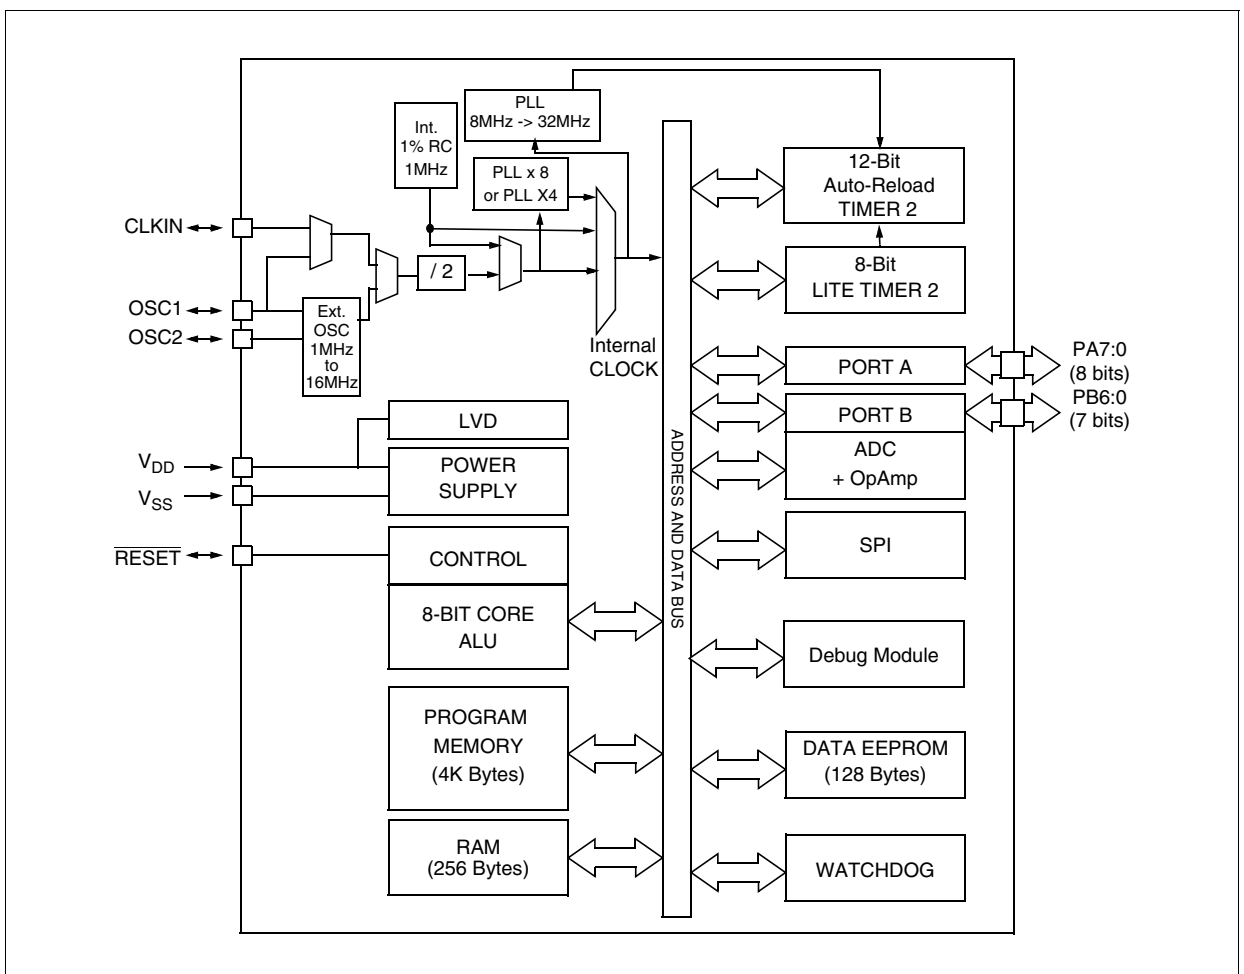 PLL
8MHz -> 32MHz
Int.
1% RC
1MHz
PLL x 8
or PLL X4
12-Bit
Auto-Reload
TIMER 2
CLKIN
/ 2
8-Bit
LITE TIMER 2
OSC1
OSC2
Ext.
OSC
1MHz
to
16MHz
Internal
CLOCK
PORT A
PA7:0
(8 bits)
PORT B
PB6:0
(7 bits)
LVD
ADC
+ OpAmp
VDD
VSS
POWER
SUPPLY
ADDRESS AND DATA BUS
RESET
CONTROL
SPI
8-BIT CORE
ALU
Debug Module
PROGRAM
MEMORY
(4K Bytes)
DATA EEPROM
(128 Bytes)
RAM
(256 Bytes)
WATCHDOG